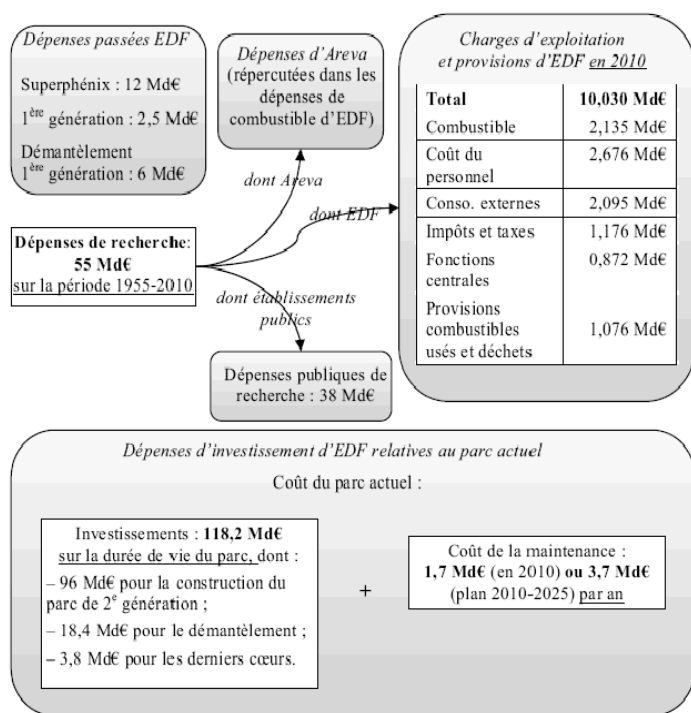 Dépenses passées EDF
Superphénix : 12 Md€
1ère génération : 2,5 Md€
Démantèlement
1ère génération : 6 Md€
Dépenses d'Areva
(répercutées dans les
dépenses de
combustible d'EDF)
Charges d'exploitation
et provisions d'EDF en 2010
Total 10,030 Md€
Combustible 2,135 Md€
Coût du 2,676 Md€
personnel
Conso. externes 2,095 Md€
Impôts et taxes 1,176 Md€
Fonctions 0,872 Md€
centrales
Provisions
combustibles 1,076 Md€
usés et déchets
dont Areva
dont EDF
Dépenses de recherche:
55 Md€
sur la période 1955-2010
dont établissements
publics
Dépenses publiques de
recherche : 38 Md€
Dépenses d'investissement d'EDF relatives au parc actuel
Coût du parc actuel :
Investissements : 118,2 Md€
sur la durée de vie du parc, dont :
– 96 Md€ pour la construction du
parc de 2e génération ;
– 18,4 Md€ pour le démantèlement ;
– 3,8 Md€ pour les derniers cœurs.
+
Coût de la maintenance :
1,7 Md€ (en 2010) ou 3,7 Md€
(plan 2010-2025) par an